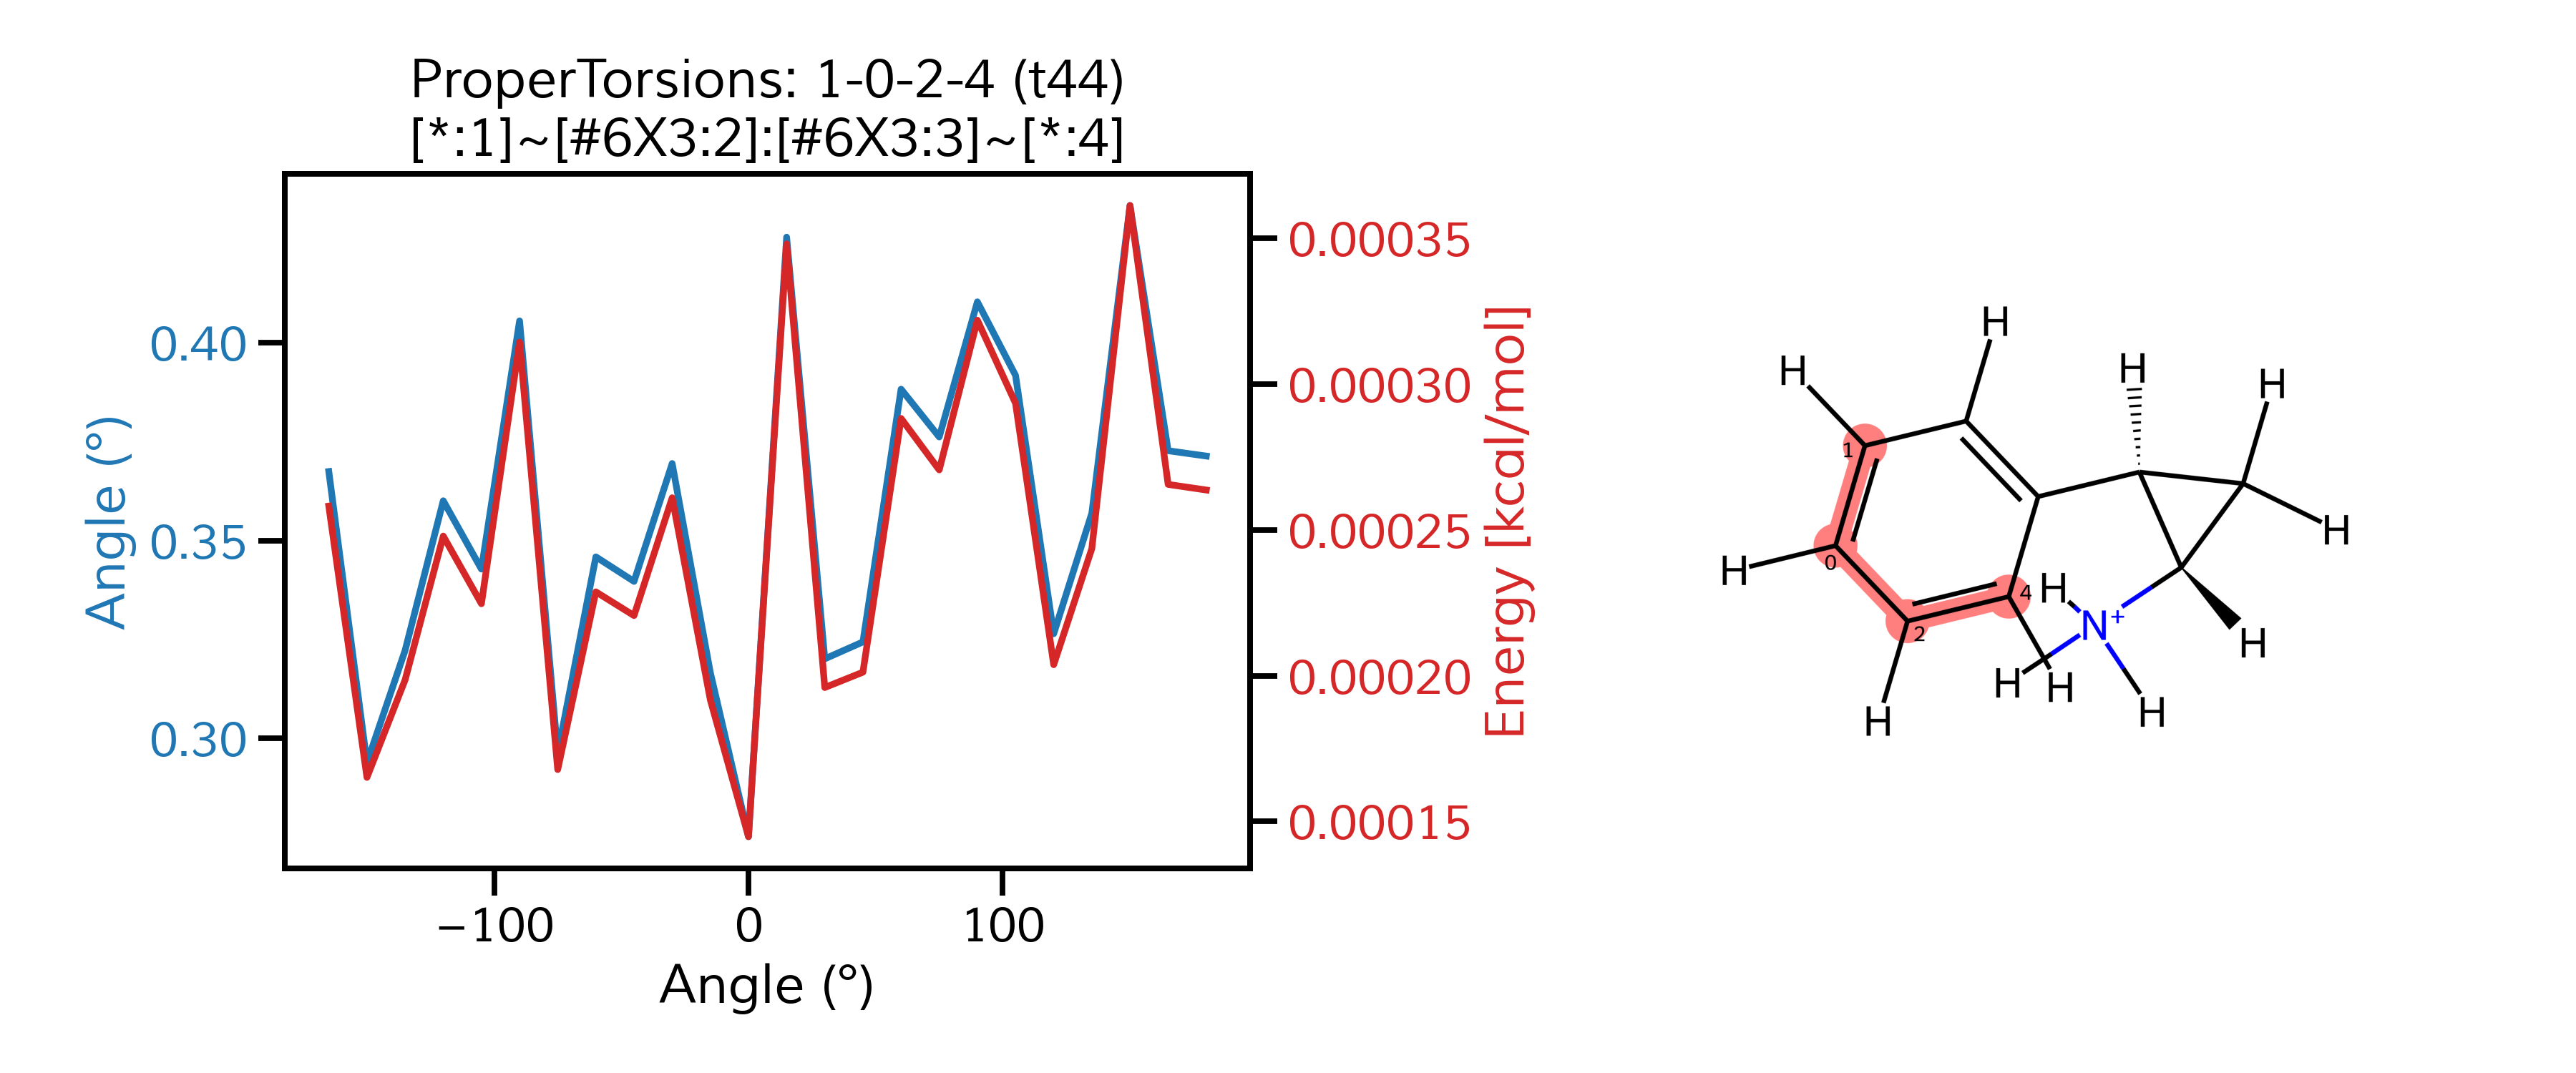 ProperTorsions: 1-0-2-4 (t44)
[*:1]~[#6X3:2]:[#6X3:3]~[*:4]
Angle (°)
0.40
0.35
0.30
−100
0
100
Angle (°)
0.00035
0.00030
0.00025
0.00020
0.00015
Energy [kcal/mol]
H
H
H
H
1
H
H
0
H
4
H
2
N+
H
H
H
H
H